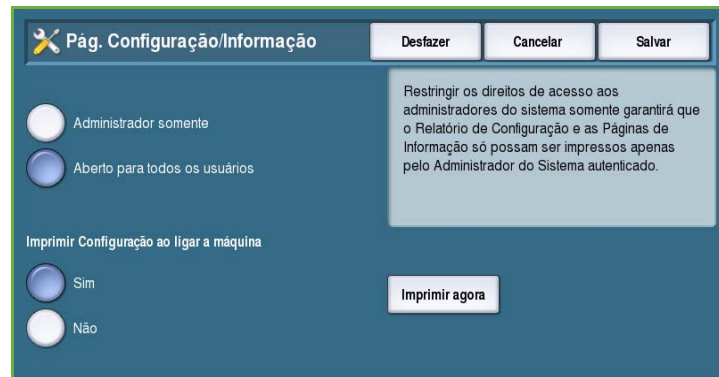 Pág. Configuração/Informação
Desfazer
Cancelar
Salvar
Administrador somente
Aberto para todos os usuários
Restringir os direitos de acesso aos
administradores do sistema somente garantirá que
o Relatório de Configuração e as Páginas de
Informação só possam ser impressos apenas
pelo Administrador do Sistema autenticado.
Imprimir Configuração ao ligar a máquina
Sim
Não
Imprimir agora